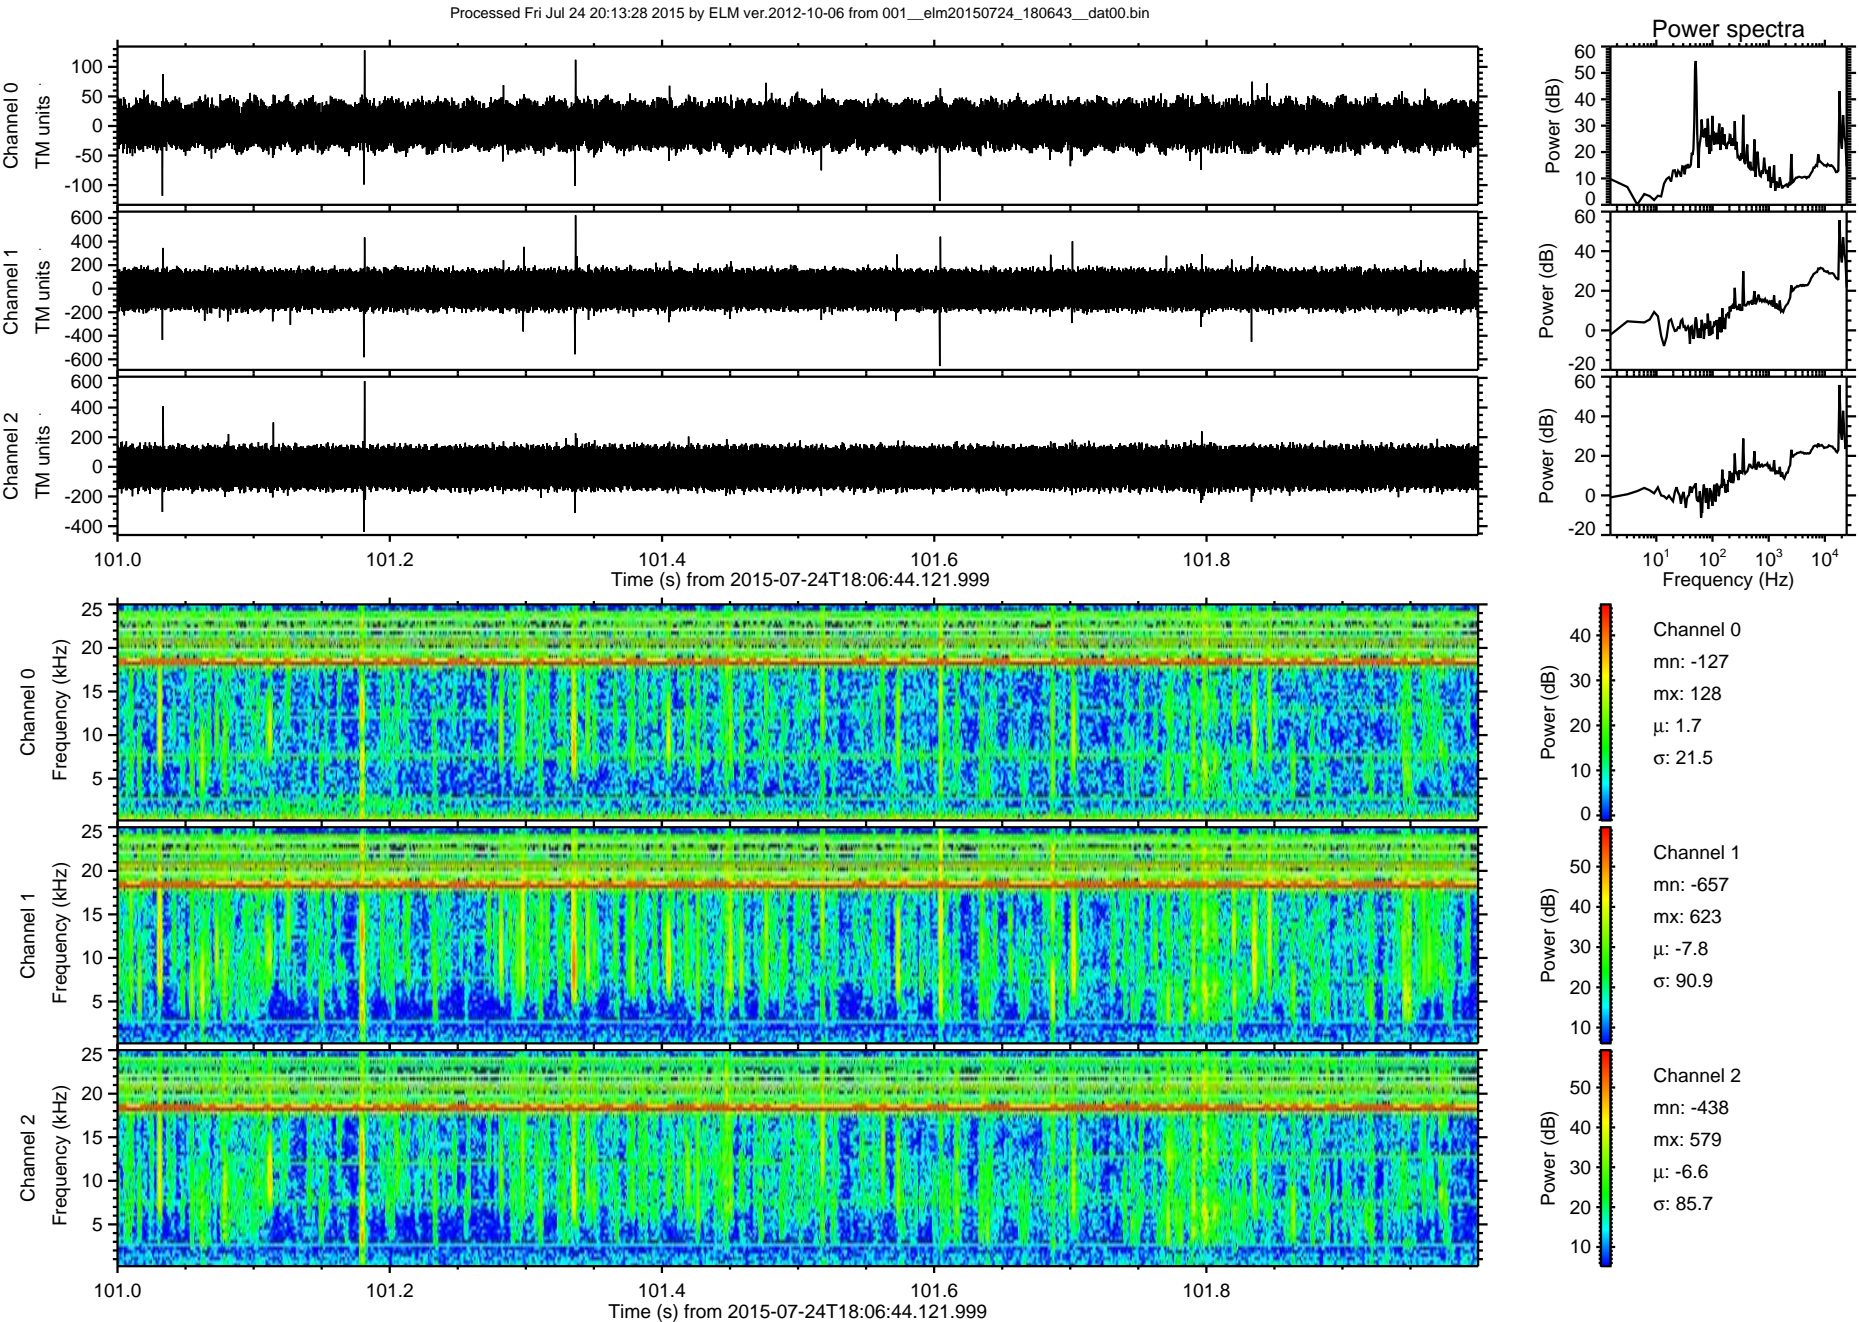 Processed Fri Jul 24 20:13:28 2015 by ELM ver.2012-10-06 from 001__elm20150724_180643__dat00.bin
Power spectra
Channel 0
TM units
100
50
0
-50
-100
Power (dB)
60
50
40
30
20
10
0
Channel 1
TM units
600
400
200
0
-200
-400
-600
Power (dB)
60
40
20
0
-20
Channel 2
TM units
600
400
200
0
-200
-400
Power (dB)
60
40
20
0
-20
101.0 101.2 101.4 101.6 101.8
Time (s) from 2015-07-24T18:06:44.121.999
10¹ 10² 10³ 10⁴
Frequency (Hz)
Channel 0
Frequency (kHz)
25
20
15
10
5
Power (dB)
40
30
20
10
0
Channel 0
mn: -127
mx: 128
μ: 1.7
σ: 21.5
Channel 1
Frequency (kHz)
25
20
15
10
5
Power (dB)
50
40
30
20
10
Channel 1
mn: -657
mx: 623
μ: -7.8
σ: 90.9
Channel 2
Frequency (kHz)
25
20
15
10
5
Power (dB)
50
40
30
20
10
Channel 2
mn: -438
mx: 579
μ: -6.6
σ: 85.7
101.0 101.2 101.4 101.6 101.8
Time (s) from 2015-07-24T18:06:44.121.999